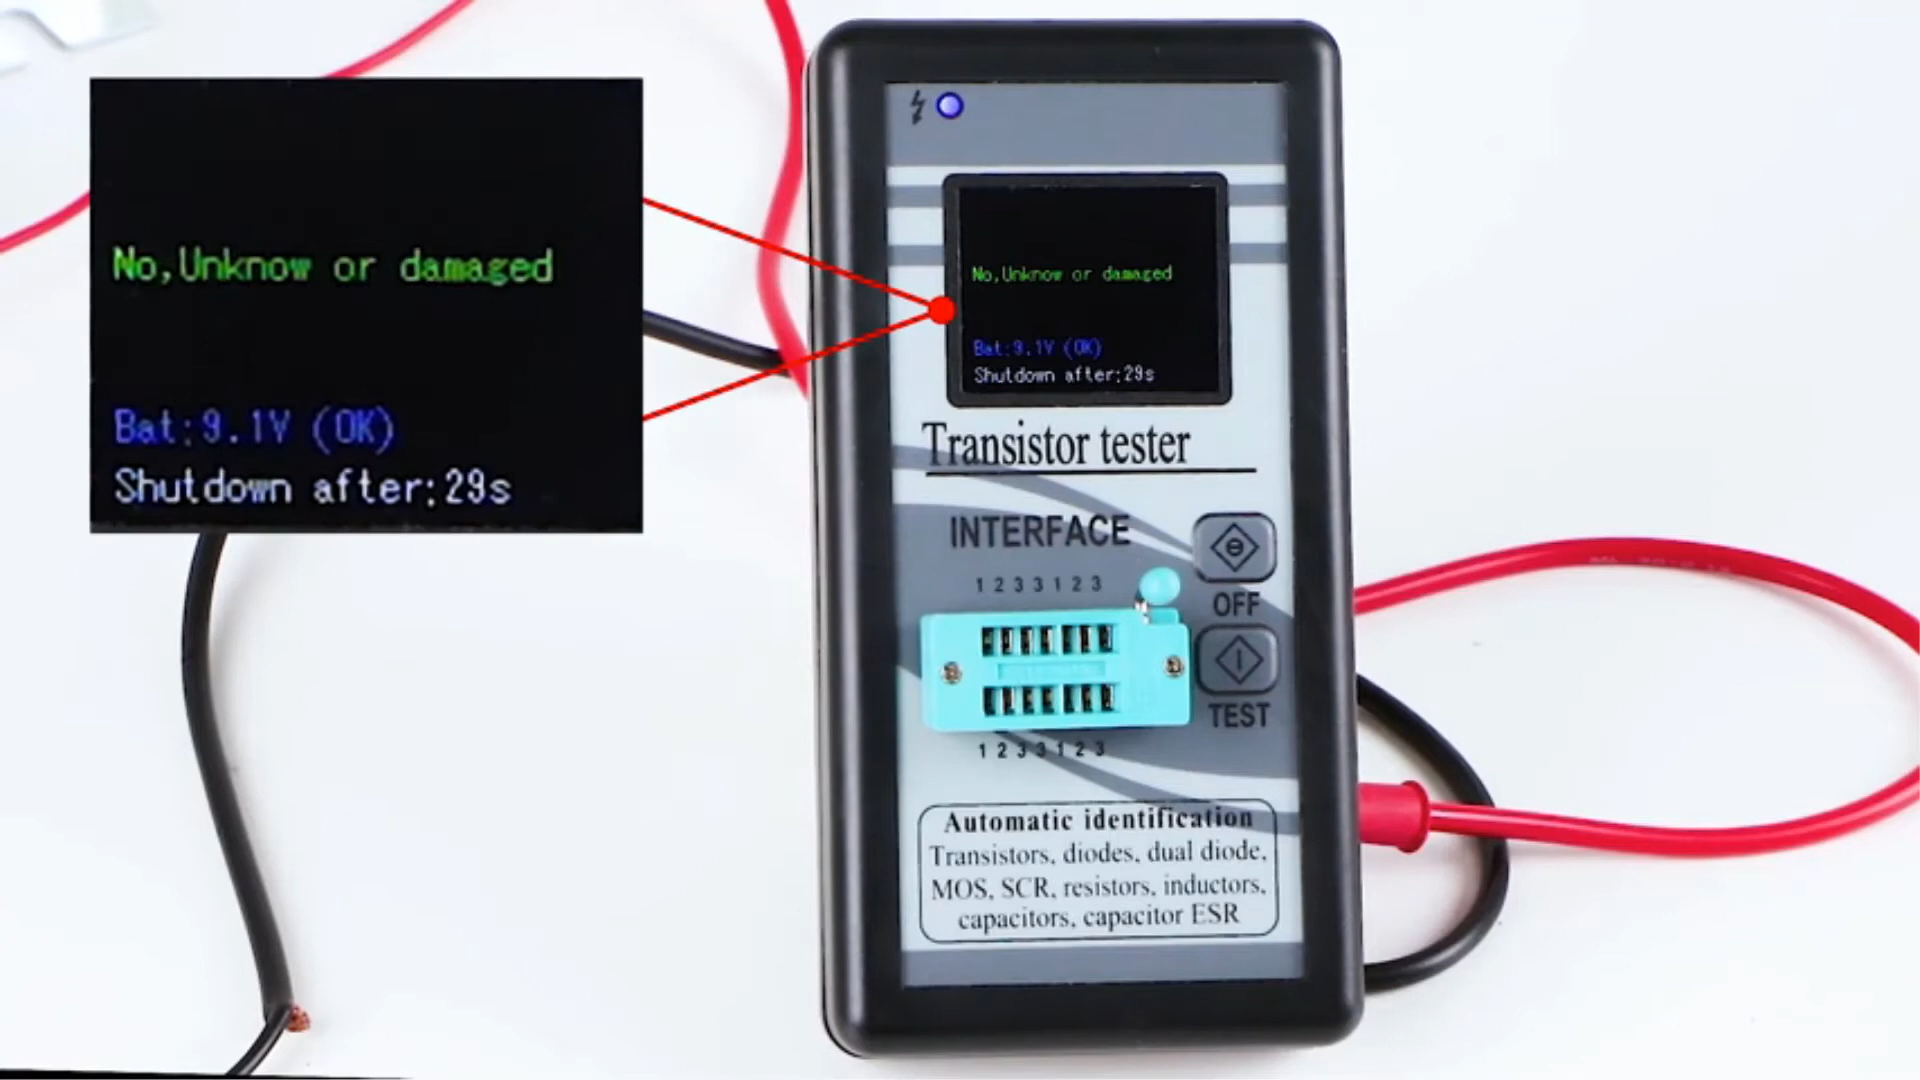 No,Unknow or damaged
Bat:9.1V (OK)
Shutdown after:29s
No,Unknow or damaged
Bat:9.1V (OK)
Shutdown after:29s
Transistor tester
INTERFACE
1 2 3 3 1 2 3
OFF
TEST
1 2 3 3 1 2 3
Automatic identification
Transistors, diodes, dual diode,
MOS, SCR, resistors, inductors,
capacitors, capacitor ESR